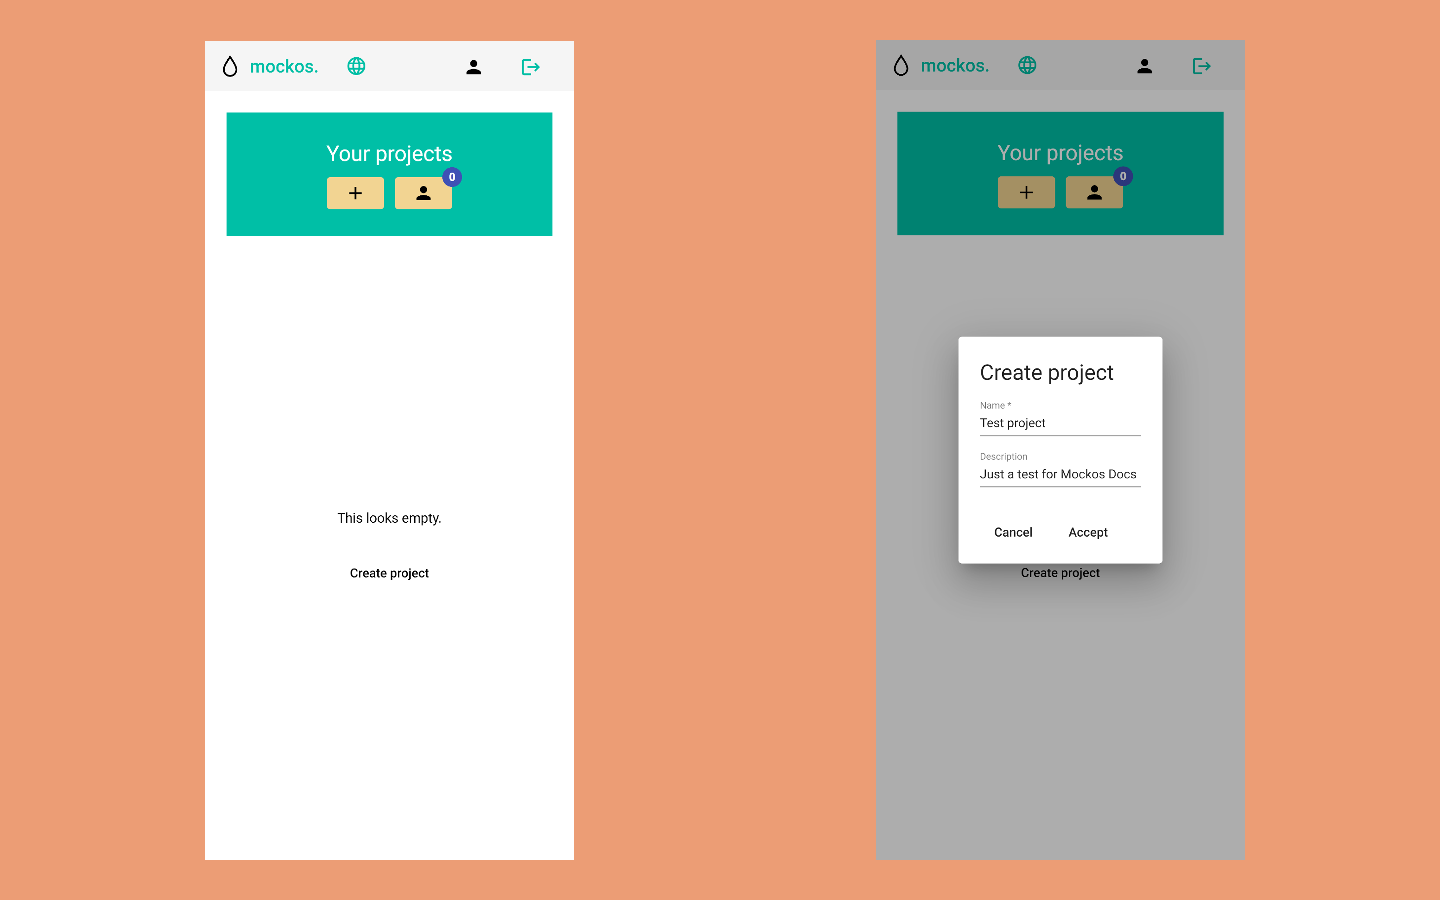 mockos.
Your projects
0
This looks empty.
Create project
mockos.
Your projects
0
Create project
Name *
Test project
Description
Just a test for Mockos Docs
Cancel Accept
Create project